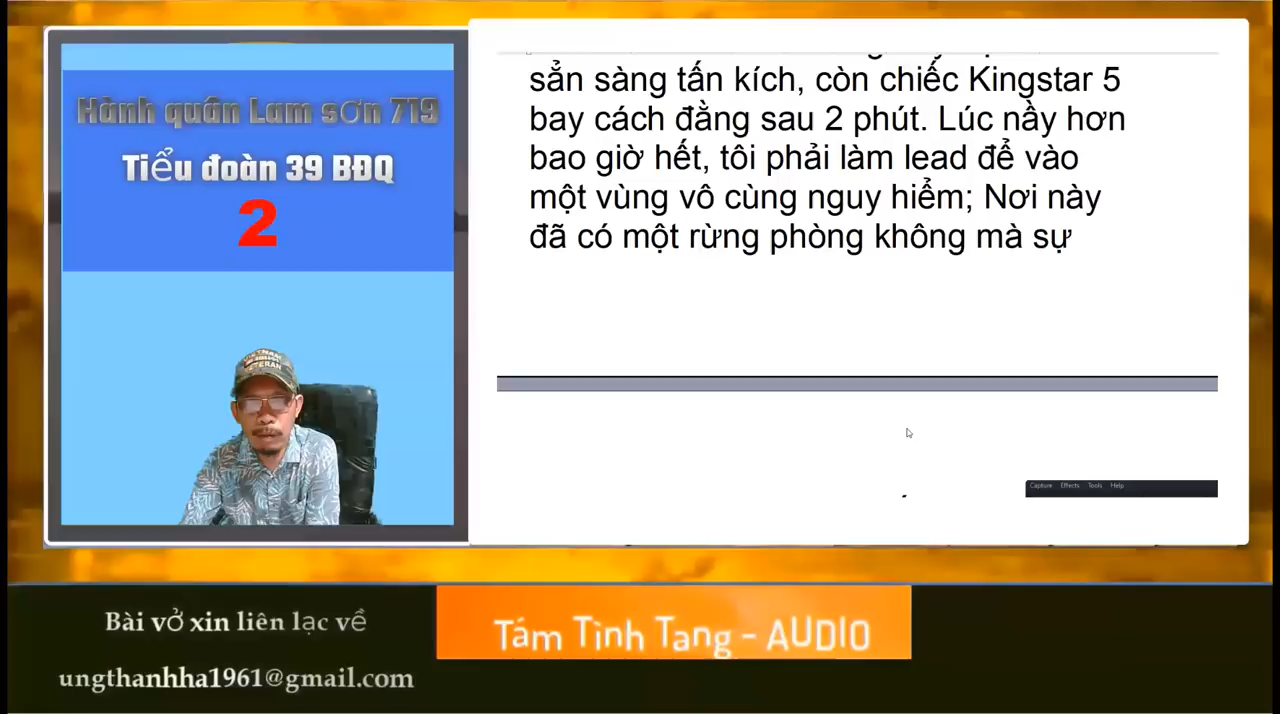 Hành quân Lam sơn 719
Tiểu đoàn 39 BĐQ
2
VIETNAM
VETERAN
sẳn sàng tấn kích, còn chiếc Kingstar 5
bay cách đằng sau 2 phút. Lúc nầy hơn
bao giờ hết, tôi phải làm lead để vào
một vùng vô cùng nguy hiểm; Nơi này
đã có một rừng phòng không mà sự
Capture Effects Tools Help
Bài vở xin liên lạc về
ungthanhha1961@gmail.com
Tám Tình Tang - AUDIO